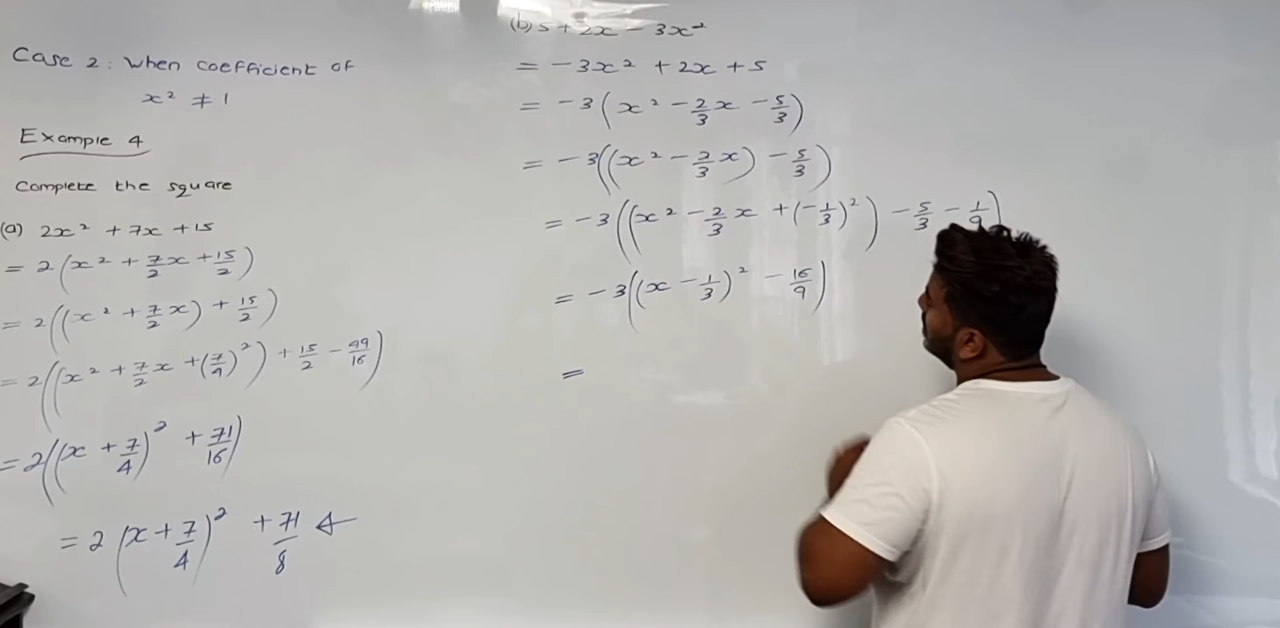 Case 2: When coefficient of
x² ≠ 1
Example 4
Complete the square
(a) 2x² + 7x + 15
= 2(x² + 7/2 x + 15/2)
= 2((x² + 7/2 x) + 15/2)
= 2((x² + 7/2 x + (7/4)²) + 15/2 - 49/16)
= 2((x + 7/4)² + 71/16)
= 2(x + 7/4)² + 71/8
(b) 5 + 2x - 3x²
= -3x² + 2x + 5
= -3(x² - 2/3 x - 5/3)
= -3((x² - 2/3 x) - 5/3)
= -3((x² - 2/3 x + (-1/3)²) - 5/3 - 1/9)
= -3((x - 1/3)² - 16/9)
=